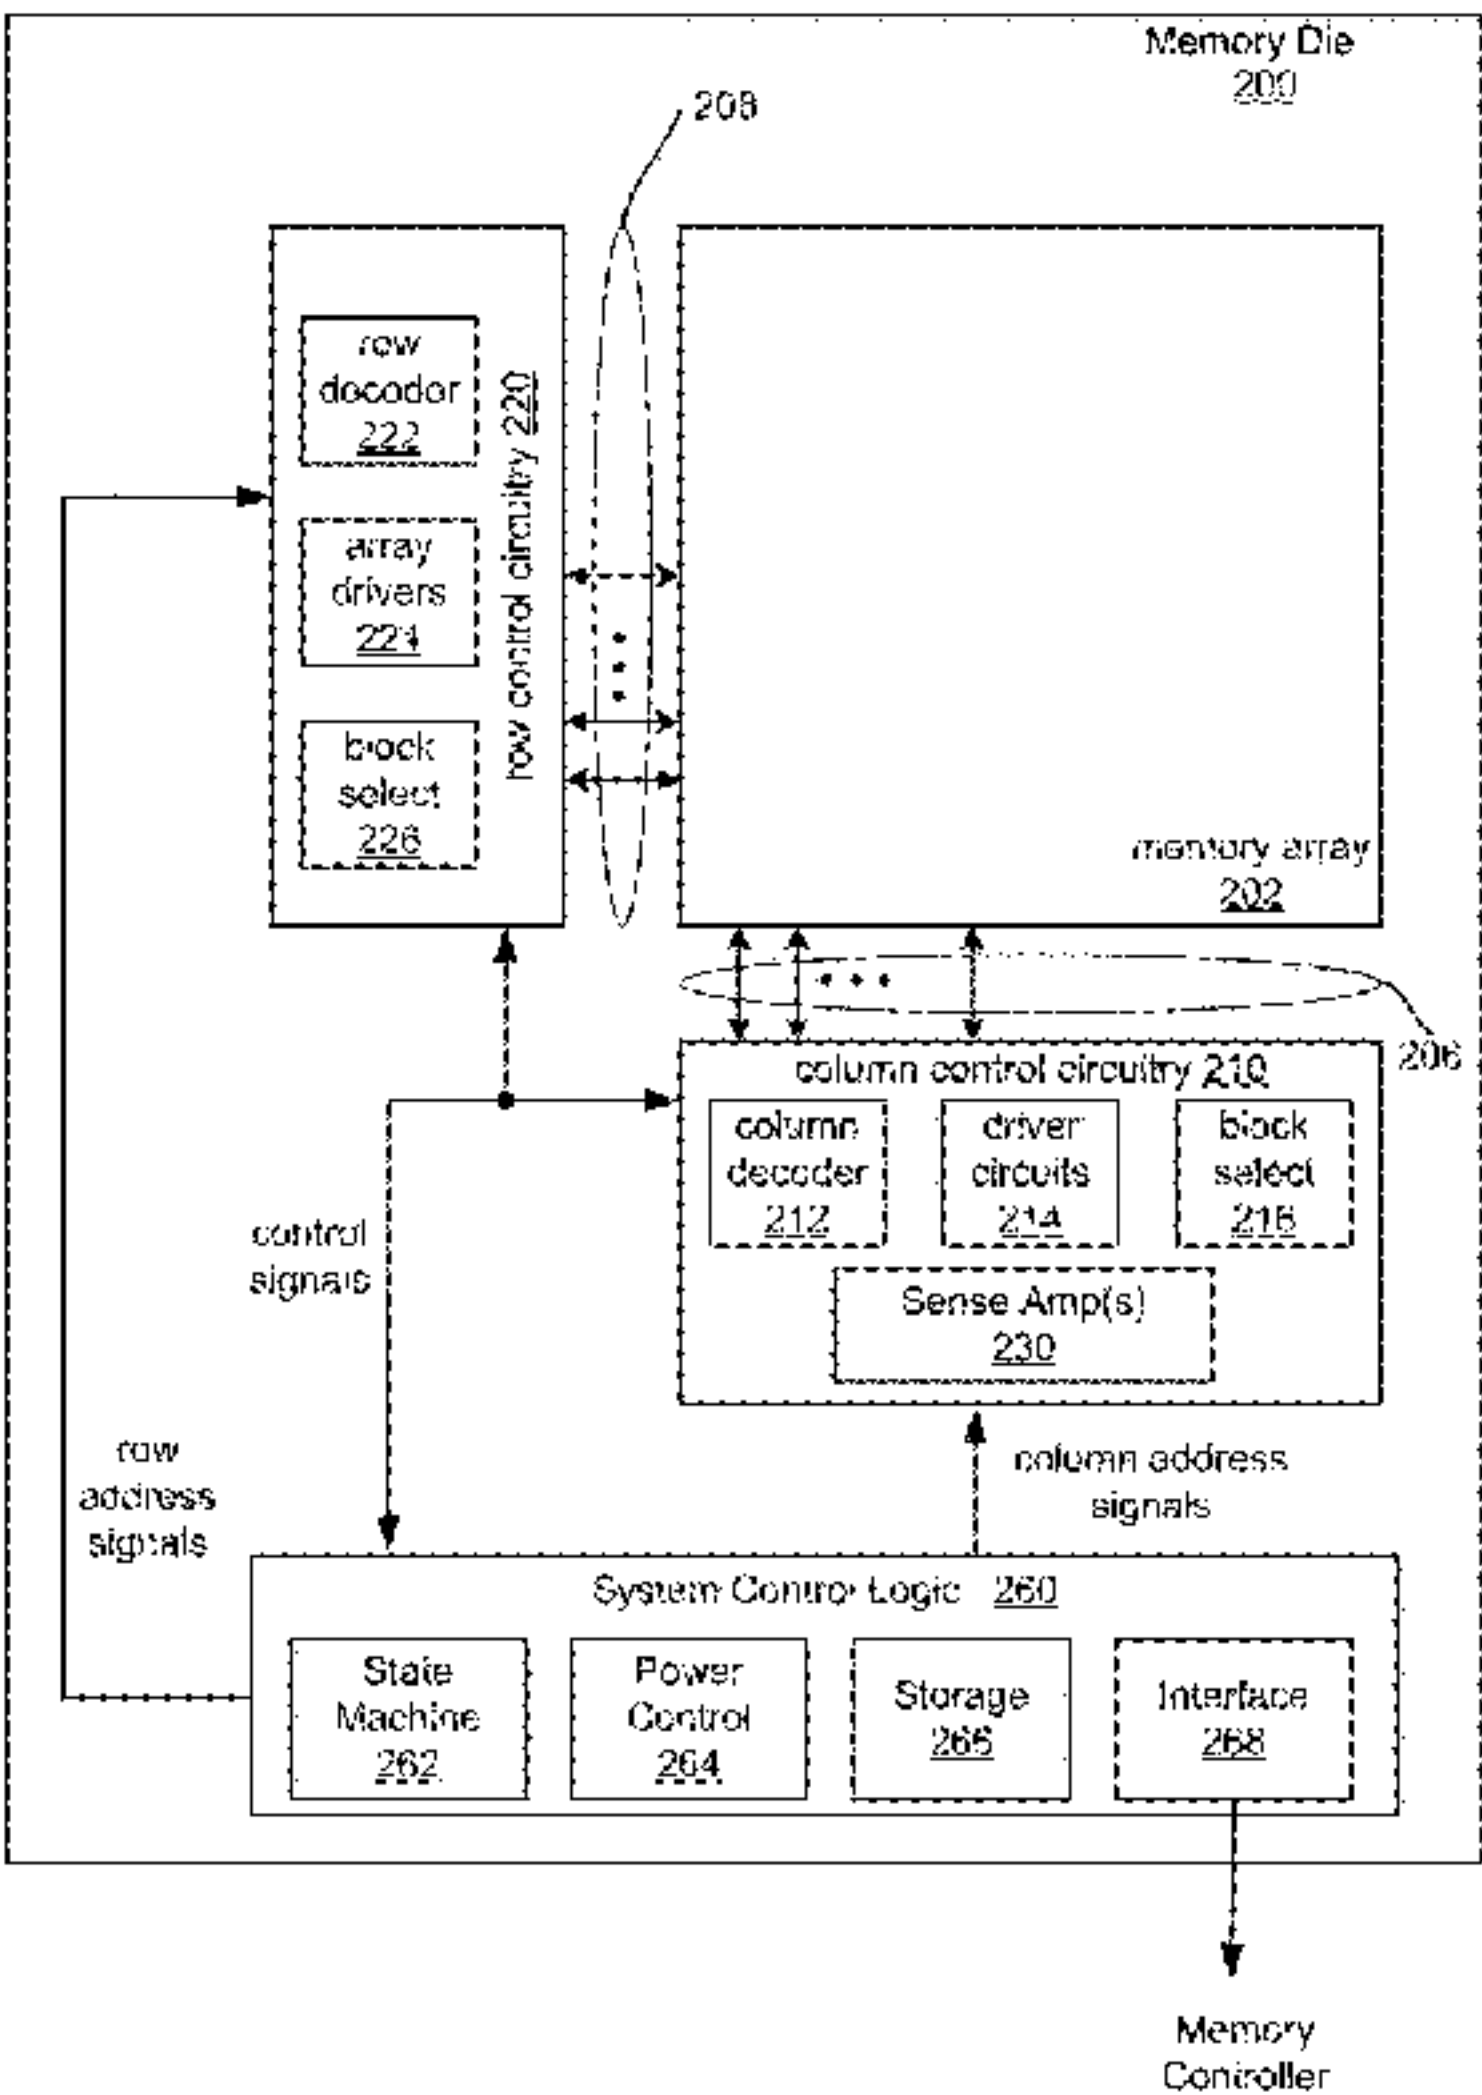 Memory Die
200
208
row
decoder
222
array
drivers
224
block
select
226
row control circuitry 220
memory array
202
206
column control circuitry 210
column
decoder
212
driver
circuits
214
block
select
216
Sense Amp(s)
230
control
signals
row
address
signals
column address
signals
System Control Logic 260
State
Machine
262
Power
Control
264
Storage
266
Interface
268
Memory
Controller